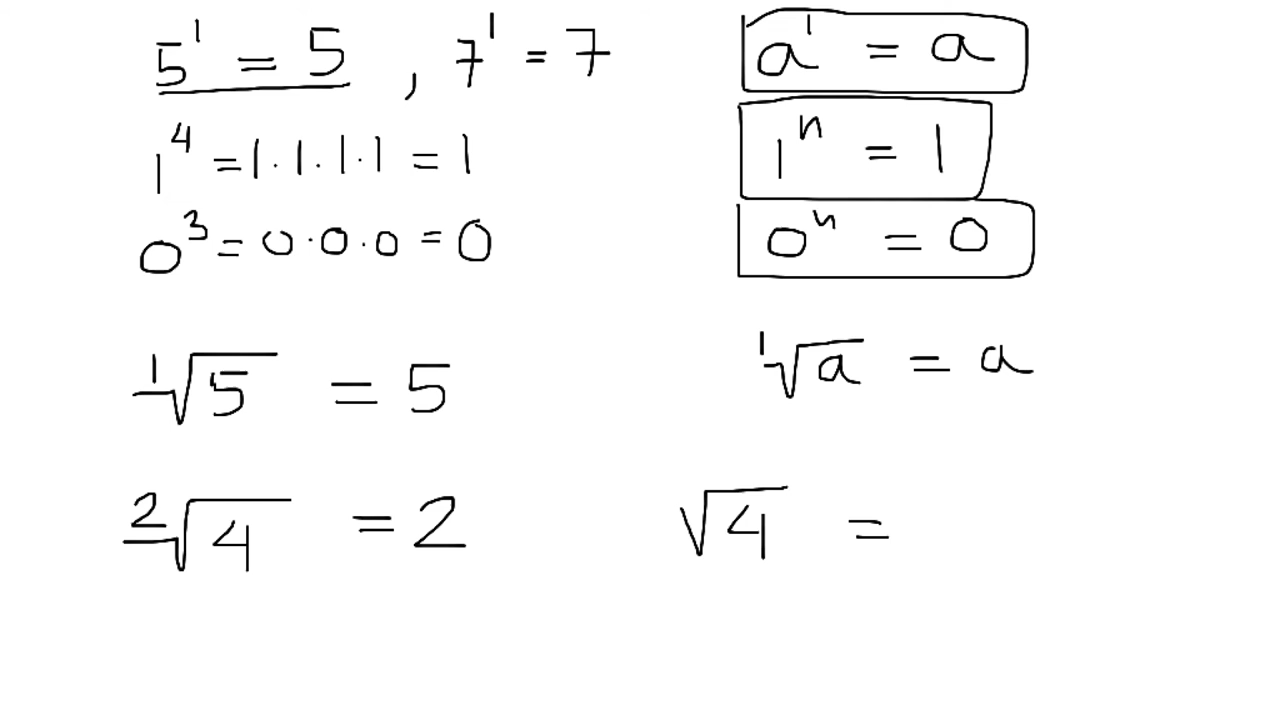 5¹ = 5 , 7¹ = 7 a¹ = a
1⁴ = 1 · 1 · 1 · 1 = 1 1ⁿ = 1
0³ = 0 · 0 · 0 = 0 0ⁿ = 0
¹√5 = 5 ¹√a = a
²√4 = 2 √4 =